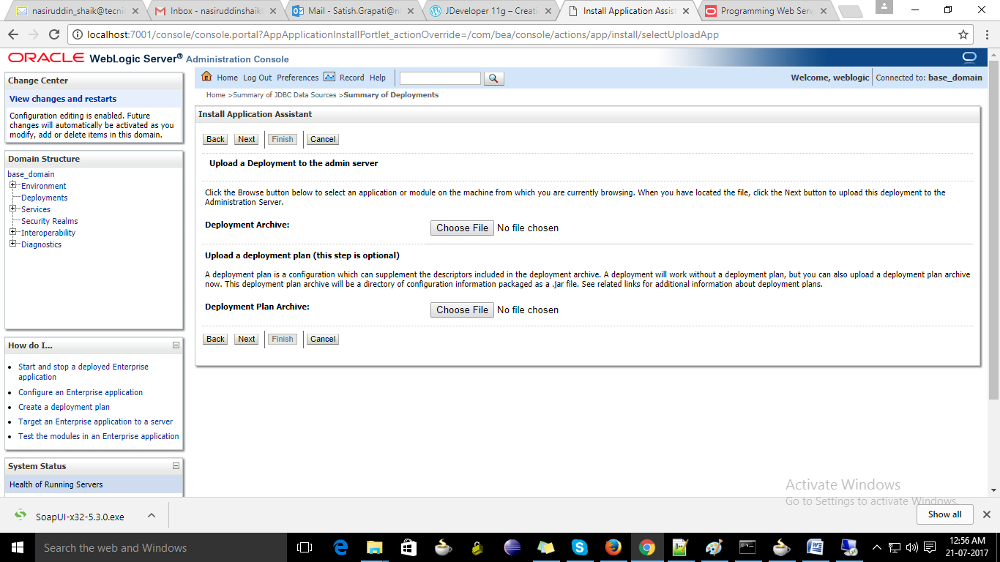 nasiruddin_shaik@tecni
Inbox - nasiruddinshaik
Mail - Satish.Grapati@n
JDeveloper 11g – Creati
Install Application Assist
Programming Web Serv
localhost:7001/console/console.portal?AppApplicationInstallPortlet_actionOverride=/com/bea/console/actions/app/install/selectUploadApp
ORACLE WebLogic Server® Administration Console
Change Center
View changes and restarts
Configuration editing is enabled. Future
changes will automatically be activated as you
modify, add or delete items in this domain.
Domain Structure
base_domain
Environment
Deployments
Services
Security Realms
Interoperability
Diagnostics
How do I...
Start and stop a deployed Enterprise
application
Configure an Enterprise application
Create a deployment plan
Target an Enterprise application to a server
Test the modules in an Enterprise application
System Status
Health of Running Servers
Home Log Out Preferences Record Help
Welcome, weblogic Connected to: base_domain
Home >Summary of JDBC Data Sources >Summary of Deployments
Install Application Assistant
Back Next Finish Cancel
Upload a Deployment to the admin server
Click the Browse button below to select an application or module on the machine from which you are currently browsing. When you have located the file, click the Next button to upload this deployment to the
Administration Server.
Deployment Archive: Choose File No file chosen
Upload a deployment plan (this step is optional)
A deployment plan is a configuration which can supplement the descriptors included in the deployment archive. A deployment will work without a deployment plan, but you can also upload a deployment plan archive
now. This deployment plan archive will be a directory of configuration information packaged as a .jar file. See related links for additional information about deployment plans.
Deployment Plan Archive: Choose File No file chosen
Back Next Finish Cancel
Activate Windows
Go to Settings to activate Windows.
SoapUI-x32-5.3.0.exe
Show all
Search the web and Windows
12:56 AM
21-07-2017